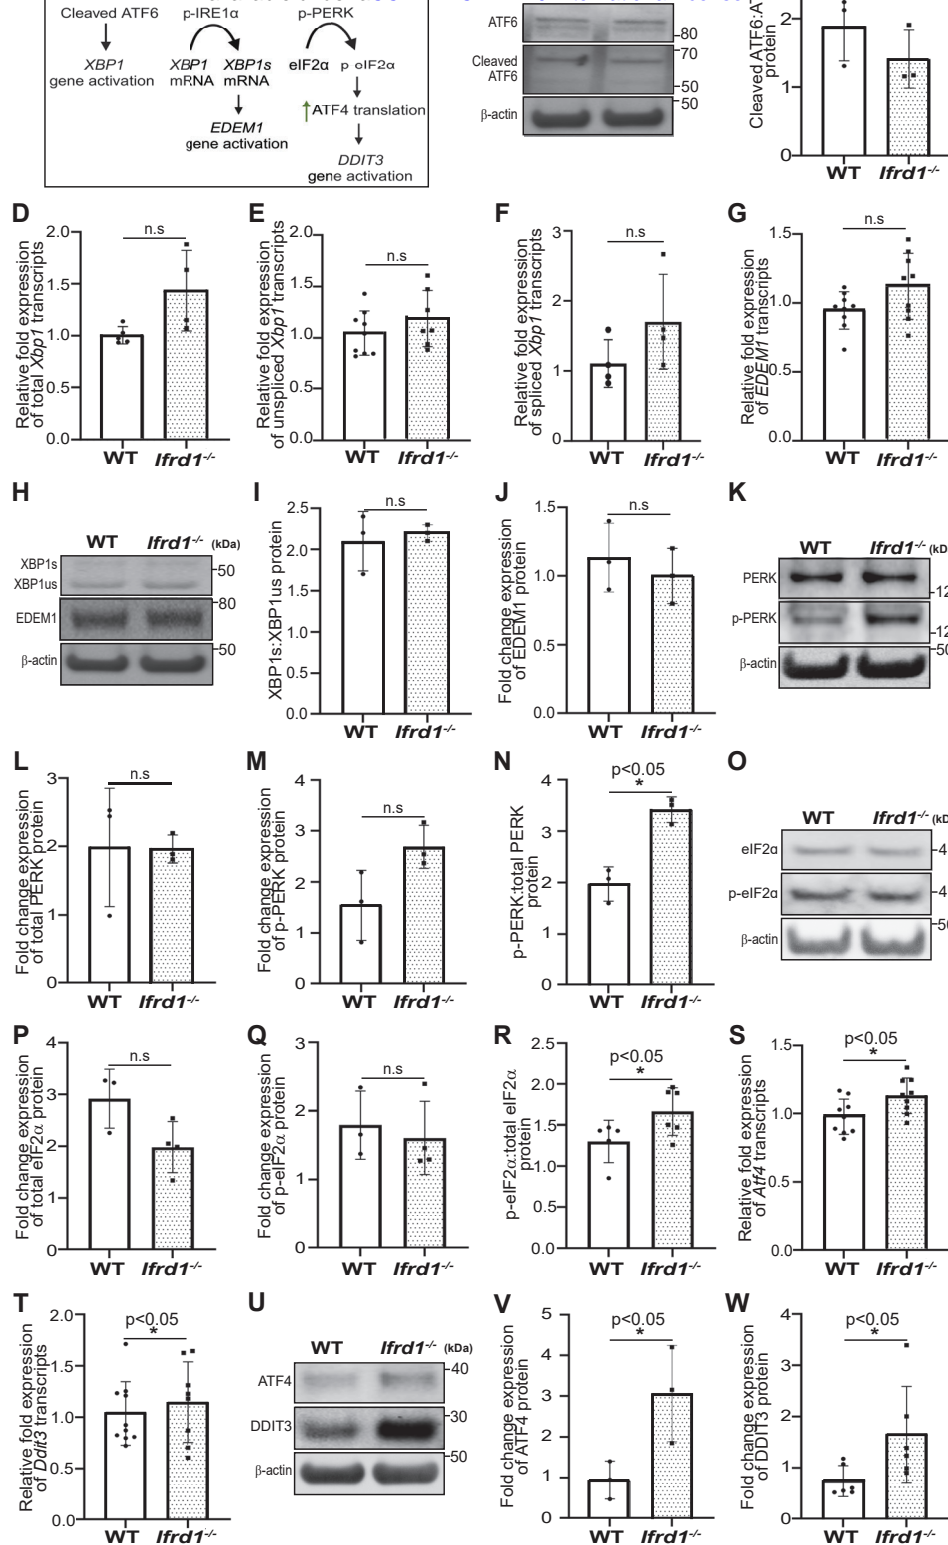 Cleaved ATF6
p-IRE1α
p-PERK
XBP1
gene activation
XBP1
mRNA
XBP1s
mRNA
eIF2α
p oIF2α
↑ATF4 translation
EDEM1
gene activation
DDIT3
gene activation
ATF6
80
Cleaved
ATF6
70
50
β-actin
50
Cleaved ATF6:A
protein
2
1
0
WT
Ifrd1-/-
D
Relative fold expression
of total Xbp1 transcripts
2.0
1.5
1.0
0.5
0.0
n.s
WT
Ifrd1-/-
E
Relative fold expression
of unspliced Xbp1 transcripts
2.0
1.5
1.0
0.5
0.0
n.s
WT
Ifrd1-/-
F
Relative fold expression
of spliced Xbp1 transcripts
3
2
1
0
n.s
WT
Ifrd1-/-
G
Relative fold expression
of EDEM1 transcripts
1.5
1.0
0.5
0.0
n.s
WT
Ifrd1-/-
H
WT
Ifrd1-/-
(kDa)
XBP1s
XBP1us
50
EDEM1
80
β-actin
50
I
XBP1s:XBP1us protein
2.5
2.0
1.5
1.0
0.5
0.0
n.s
WT
Ifrd1-/-
J
Fold change expression
of EDEM1 protein
1.5
1.0
0.5
0.0
n.s
WT
Ifrd1-/-
K
WT
Ifrd1-/-
(kD
PERK
12
p-PERK
12
β-actin
50
L
Fold change expression
of total PERK protein
3
2
1
0
n.s
WT
Ifrd1-/-
M
Fold change expression
of p-PERK protein
4
3
2
1
0
n.s
WT
Ifrd1-/-
N
p-PERK:total PERK
protein
4
3
2
1
0
p<0.05
*
WT
Ifrd1-/-
O
WT
Ifrd1-/-
(kD
eIF2α
4
p-eIF2α
4
β-actin
50
P
Fold change expression
of total eIF2α protein
4
3
2
1
0
n.s
WT
Ifrd1-/-
Q
Fold change expression
of p-eIF2α protein
3
2
1
0
n.s
WT
Ifrd1-/-
R
p-eIF2α:total eIF2α
protein
2.5
2.0
1.5
1.0
0.5
0.0
p<0.05
*
WT
Ifrd1-/-
S
Relative fold expression
of Atf4 transcripts
1.5
1.0
0.5
0.0
p<0.05
*
WT
Ifrd1-/-
T
Relative fold expression
of Ddit3 transcripts
2.0
1.5
1.0
0.5
0.0
p<0.05
*
WT
Ifrd1-/-
U
WT
Ifrd1-/-
(kDa)
ATF4
40
DDIT3
30
β-actin
50
V
Fold change expression
of ATF4 protein
5
4
3
2
1
0
p<0.05
*
WT
Ifrd1-/-
W
Fold change expression
of DDIT3 protein
4
3
2
1
0
p<0.05
*
WT
Ifrd1-/-